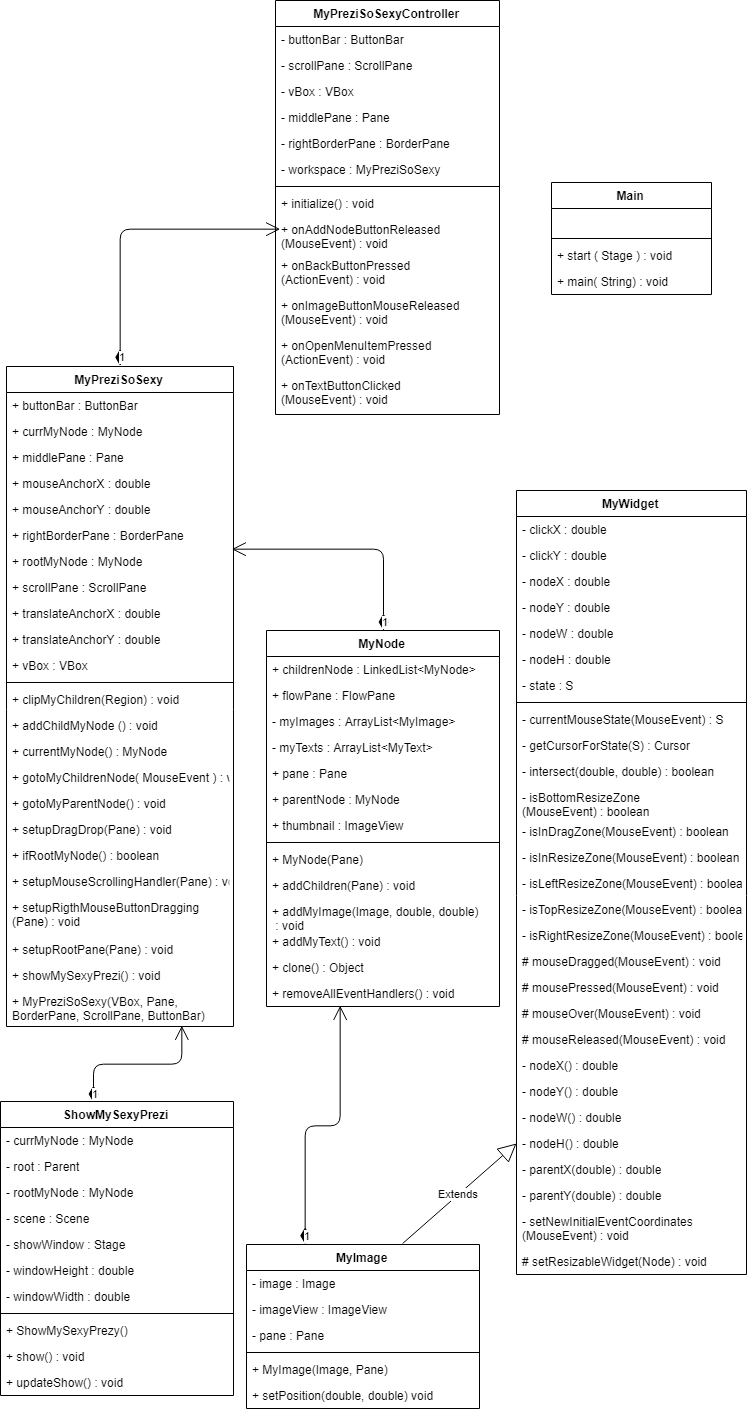 MyPreziSoSexyController
- buttonBar : ButtonBar
- scrollPane : ScrollPane
- vBox : VBox
- middlePane : Pane
- rightBorderPane : BorderPane
- workspace : MyPreziSoSexy
+ initialize() : void
+ onAddNodeButtonReleased
(MouseEvent) : void
+ onBackButtonPressed
(ActionEvent) : void
+ onImageButtonMouseReleased
(MouseEvent) : void
+ onOpenMenuItemPressed
(ActionEvent) : void
+ onTextButtonClicked
(MouseEvent) : void
Main
+ start ( Stage ) : void
+ main( String) : void
1
MyPreziSoSexy
+ buttonBar : ButtonBar
+ currMyNode : MyNode
+ middlePane : Pane
+ mouseAnchorX : double
+ mouseAnchorY : double
+ rightBorderPane : BorderPane
+ rootMyNode : MyNode
+ scrollPane : ScrollPane
+ translateAnchorX : double
+ translateAnchorY : double
+ vBox : VBox
+ clipMyChildren(Region) : void
+ addChildMyNode () : void
+ currentMyNode() : MyNode
+ gotoMyChildrenNode( MouseEvent ) :
+ gotoMyParentNode() : void
+ setupDragDrop(Pane) : void
+ ifRootMyNode() : boolean
+ setupMouseScrollingHandler(Pane) : vo
+ setupRigthMouseButtonDragging
(Pane) : void
+ setupRootPane(Pane) : void
+ showMySexyPrezi() : void
+ MyPreziSoSexy(VBox, Pane,
BorderPane, ScrollPane, ButtonBar)
1
MyNode
+ childrenNode : LinkedList<MyNode>
+ flowPane : FlowPane
- myImages : ArrayList<MyImage>
- myTexts : ArrayList<MyText>
+ pane : Pane
+ parentNode : MyNode
+ thumbnail : ImageView
+ MyNode(Pane)
+ addChildren(Pane) : void
+ addMyImage(Image, double, double)
: void
+ addMyText() : void
+ clone() : Object
+ removeAllEventHandlers() : void
MyWidget
- clickX : double
- clickY : double
- nodeX : double
- nodeY : double
- nodeW : double
- nodeH : double
- state : S
- currentMouseState(MouseEvent) : S
- getCursorForState(S) : Cursor
- intersect(double, double) : boolean
- isBottomResizeZone
(MouseEvent) : boolean
- isInDragZone(MouseEvent) : boolean
- isInResizeZone(MouseEvent) : boolean
- isLeftResizeZone(MouseEvent) : boolea
- isTopResizeZone(MouseEvent) : boolea
- isRightResizeZone(MouseEvent) : boole
# mouseDragged(MouseEvent) : void
# mousePressed(MouseEvent) : void
# mouseOver(MouseEvent) : void
# mouseReleased(MouseEvent) : void
- nodeX() : double
- nodeY() : double
- nodeW() : double
- nodeH() : double
- parentX(double) : double
- parentY(double) : double
- setNewInitialEventCoordinates
(MouseEvent) : void
# setResizableWidget(Node) : void
1
ShowMySexyPrezi
- currMyNode : MyNode
- root : Parent
- rootMyNode : MyNode
- scene : Scene
- showWindow : Stage
- windowHeight : double
- windowWidth : double
+ ShowMySexyPrezy()
+ show() : void
+ updateShow() : void
Extends
1
MyImage
- image : Image
- imageView : ImageView
- pane : Pane
+ MyImage(Image, Pane)
+ setPosition(double, double) void